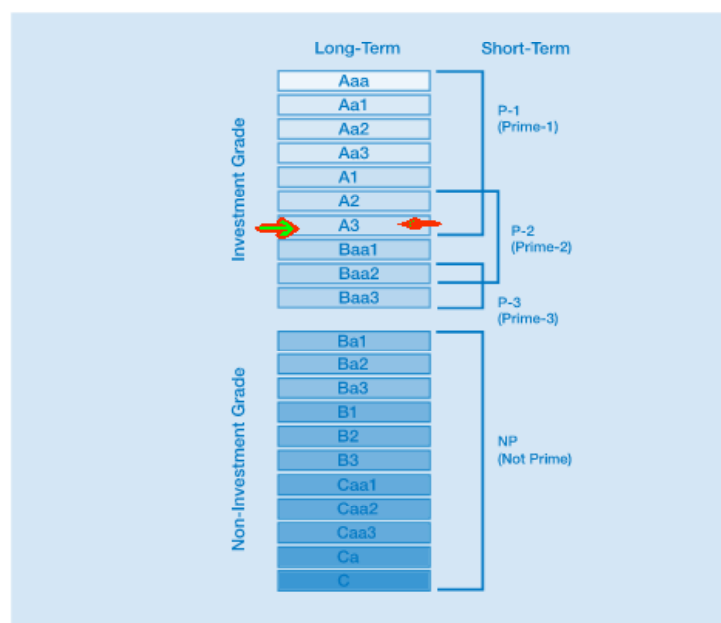 Long-Term
Short-Term
Investment Grade
Aaa
Aa1
Aa2
Aa3
A1
A2
A3
Baa1
Baa2
Baa3
P-1
(Prime-1)
P-2
(Prime-2)
P-3
(Prime-3)
Non-Investment Grade
Ba1
Ba2
Ba3
B1
B2
B3
Caa1
Caa2
Caa3
Ca
C
NP
(Not Prime)